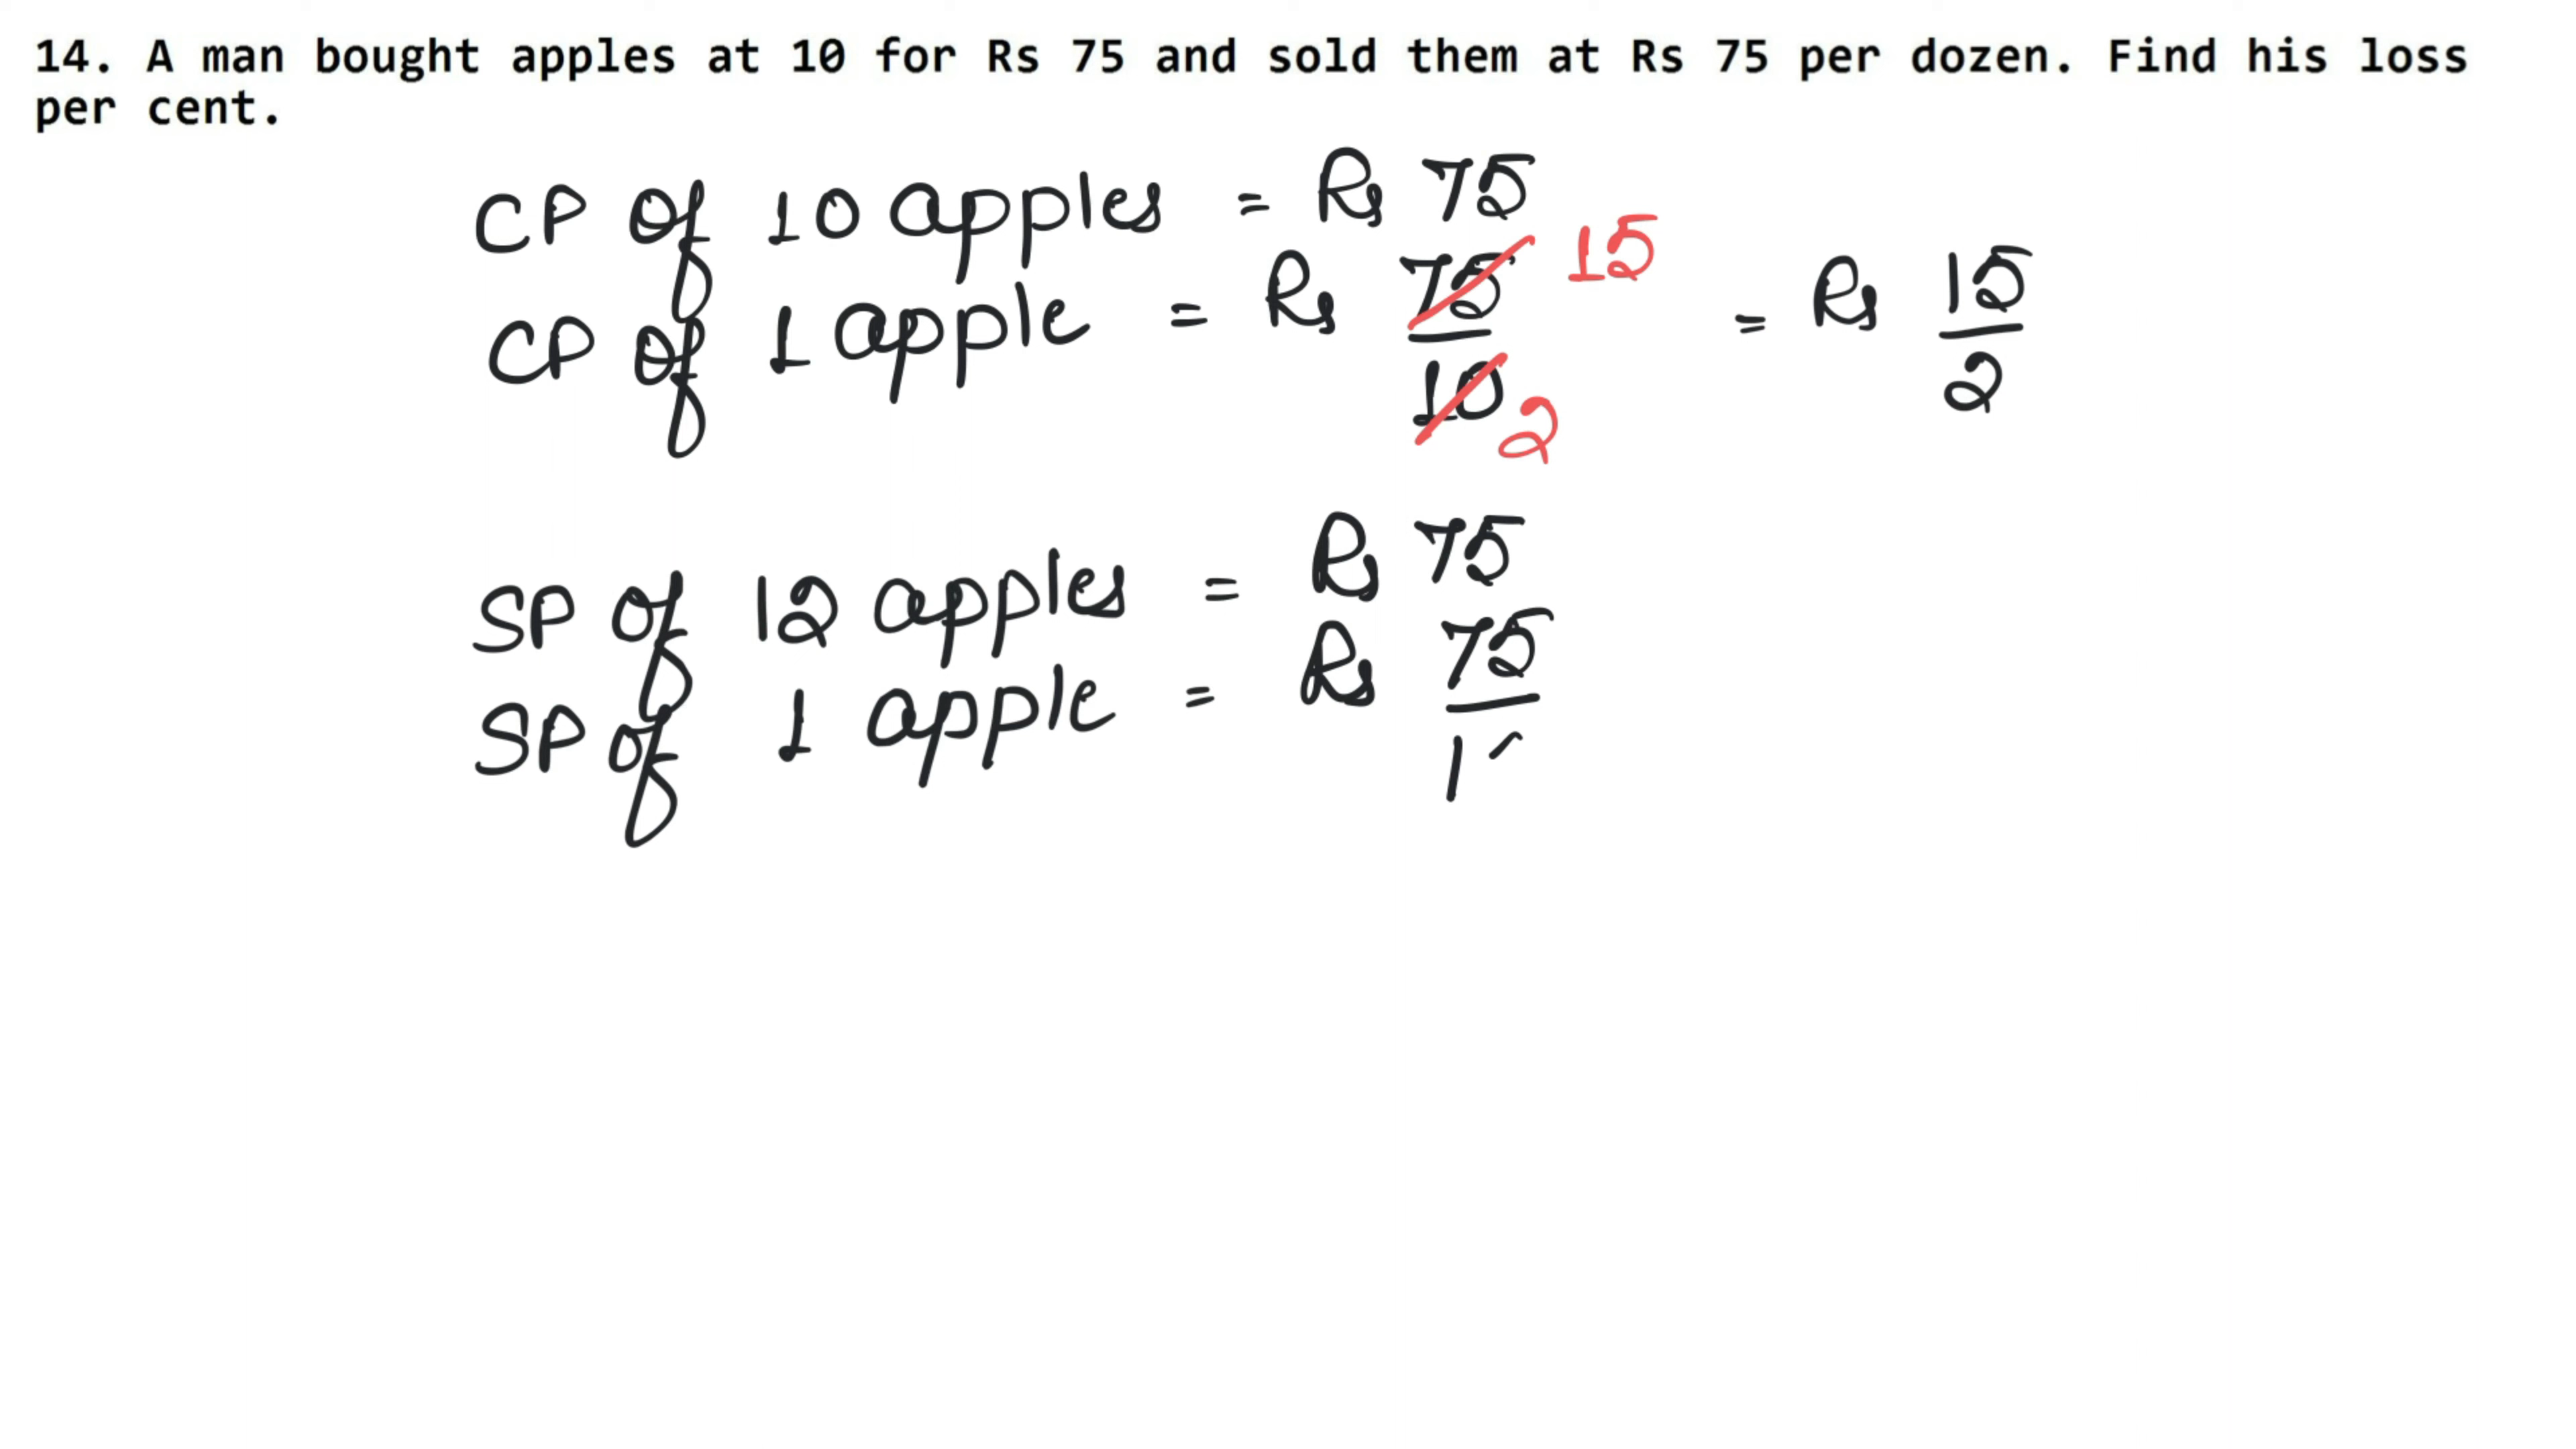 14. A man bought apples at 10 for Rs 75 and sold them at Rs 75 per dozen. Find his loss
per cent.
CP of 10 apples = Rs 75
CP of 1 apple = Rs 75/10 15 2 = Rs 15/2
SP of 12 apples = Rs 75
SP of 1 apple = Rs 75/1